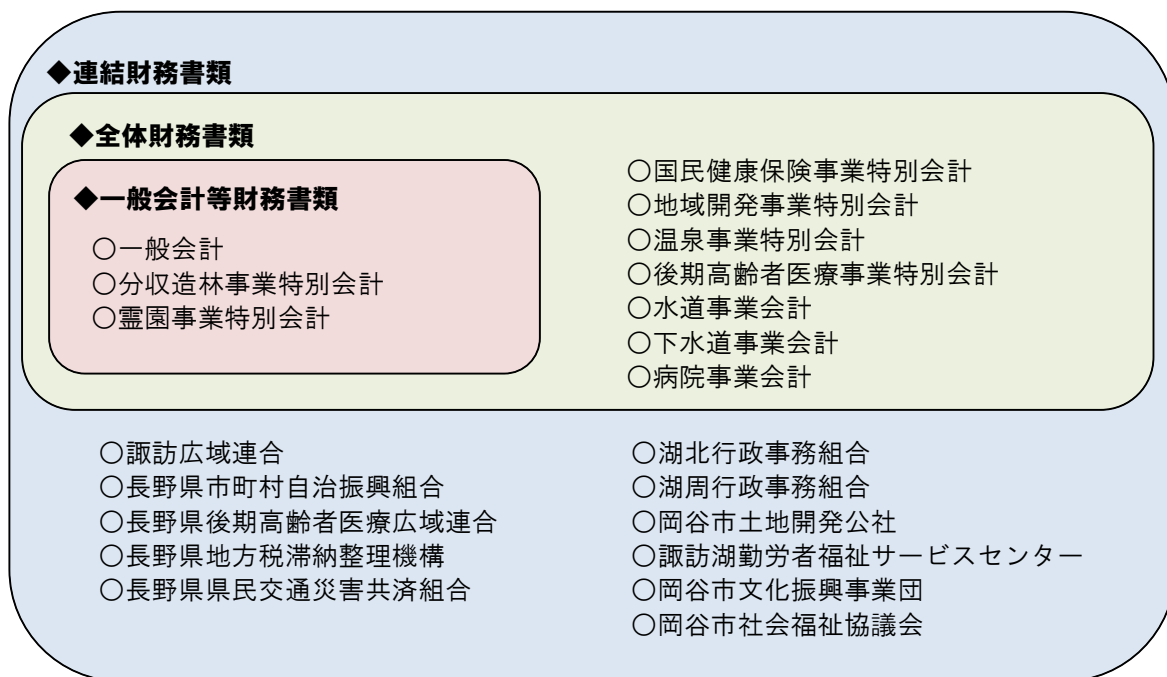 ◆連結財務書類
◆全体財務書類
◆一般会計等財務書類
○一般会計
○分収造林事業特別会計
○霊園事業特別会計
○国民健康保険事業特別会計
○地域開発事業特別会計
○温泉事業特別会計
○後期高齢者医療事業特別会計
○水道事業会計
○下水道事業会計
○病院事業会計
○諏訪広域連合
○長野県市町村自治振興組合
○長野県後期高齢者医療広域連合
○長野県地方税滞納整理機構
○長野県県民交通災害共済組合
○湖北行政事務組合
○湖周行政事務組合
○岡谷市土地開発公社
○諏訪湖勤労者福祉サービスセンター
○岡谷市文化振興事業団
○岡谷市社会福祉協議会